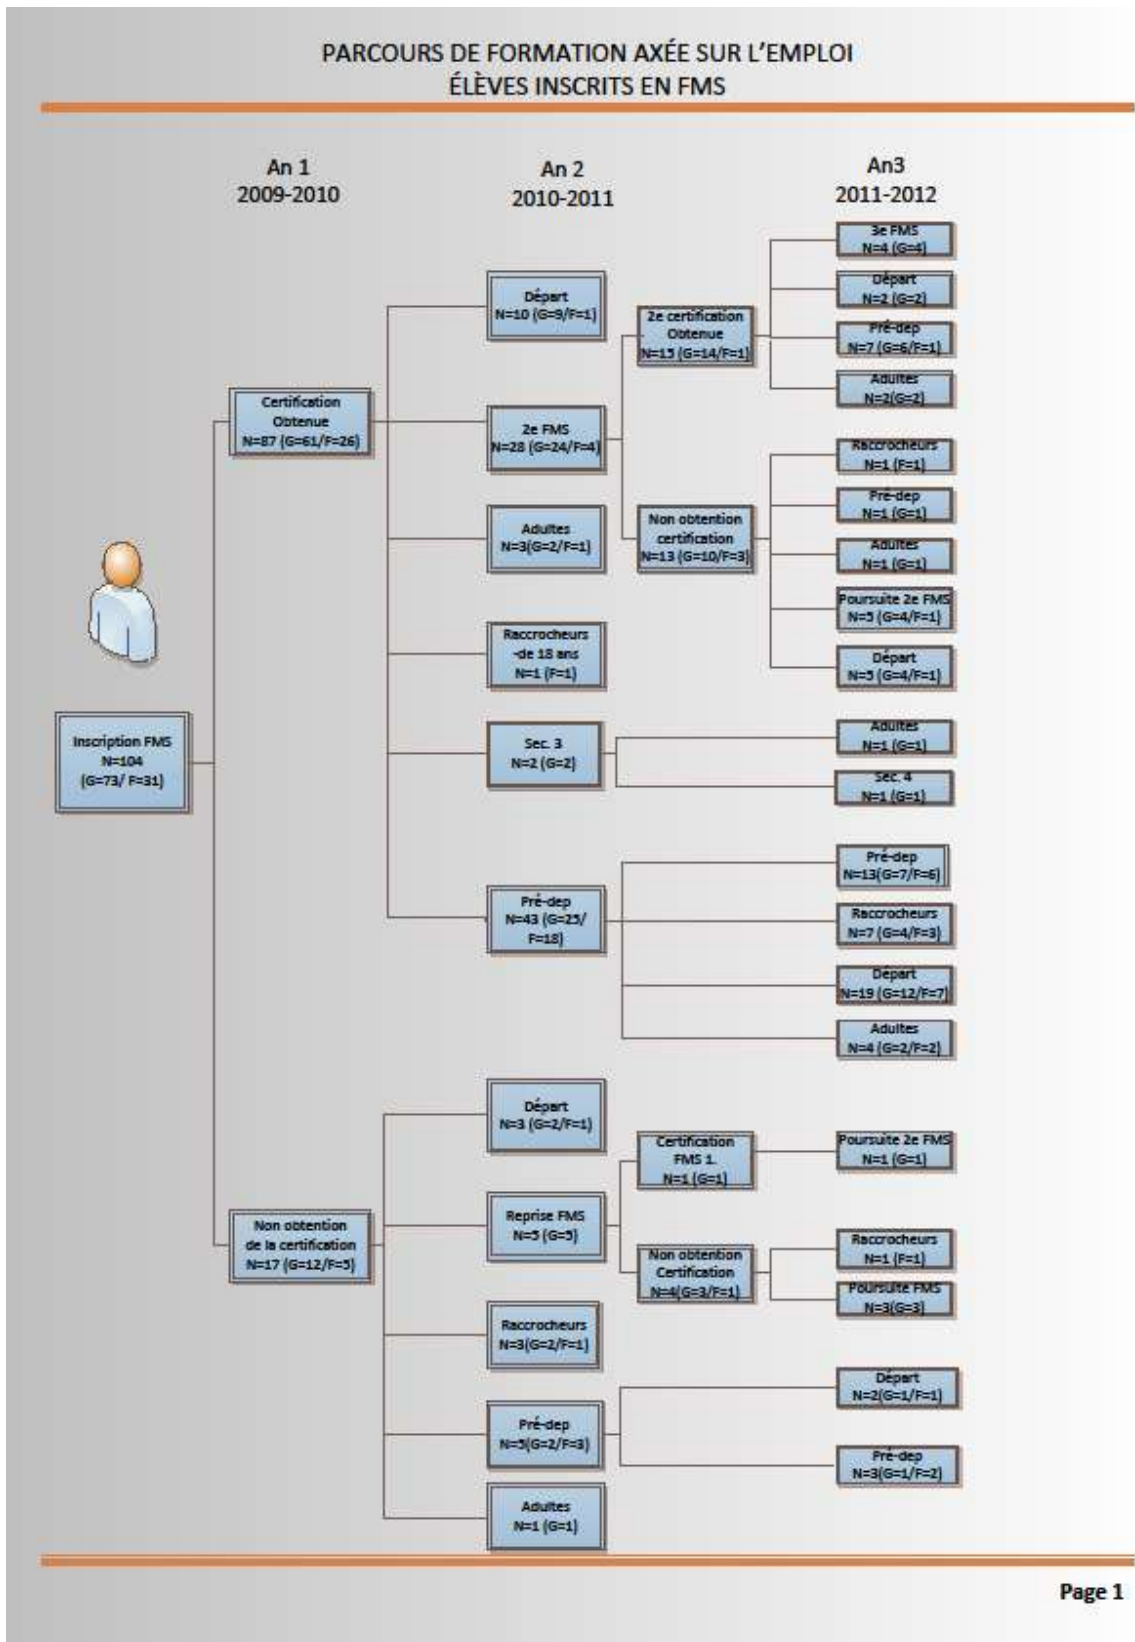 PARCOURS DE FORMATION AXÉE SUR L'EMPLOI
ÉLÈVES INSCRITS EN FMS
An 1
2009-2010
An 2
2010-2011
An3
2011-2012
Inscription FMS
N=104
(G=73/ F=31)
Certification
Obtenue
N=87 (G=61/F=26)
Départ
N=10 (G=9/F=1)
2e FMS
N=28 (G=24/F=4)
2e certification
Obtenue
N=15 (G=14/F=1)
3e FMS
N=4 (G=4)
Départ
N=2 (G=2)
Pré-dep
N=7 (G=6/F=1)
Adultes
N=2(G=2)
Non obtention
certification
N=13 (G=10/F=3)
Raccrocheurs
N=1 (F=1)
Pré-dep
N=1 (G=1)
Adultes
N=1 (G=1)
Poursuite 2e FMS
N=5 (G=4/F=1)
Départ
N=5 (G=4/F=1)
Adultes
N=3(G=2/F=1)
Raccrocheurs
-de 18 ans
N=1 (F=1)
Sec. 3
N=2 (G=2)
Adultes
N=1 (G=1)
Sec. 4
N=1 (G=1)
Pré-dep
N=43 (G=25/
F=18)
Pré-dep
N=13(G=7/F=6)
Raccrocheurs
N=7 (G=4/F=3)
Départ
N=19 (G=12/F=7)
Adultes
N=4 (G=2/F=2)
Non obtention
de la certification
N=17 (G=12/F=5)
Départ
N=3 (G=2/F=1)
Reprise FMS
N=5 (G=5)
Certification
FMS 1.
N=1 (G=1)
Poursuite 2e FMS
N=1 (G=1)
Non obtention
Certification
N=4(G=3/F=1)
Raccrocheurs
N=1 (F=1)
Poursuite FMS
N=3(G=3)
Raccrocheurs
N=3(G=2/F=1)
Pré-dep
N=5(G=2/F=3)
Départ
N=2(G=1/F=1)
Pré-dep
N=3(G=1/F=2)
Adultes
N=1 (G=1)
Page 1